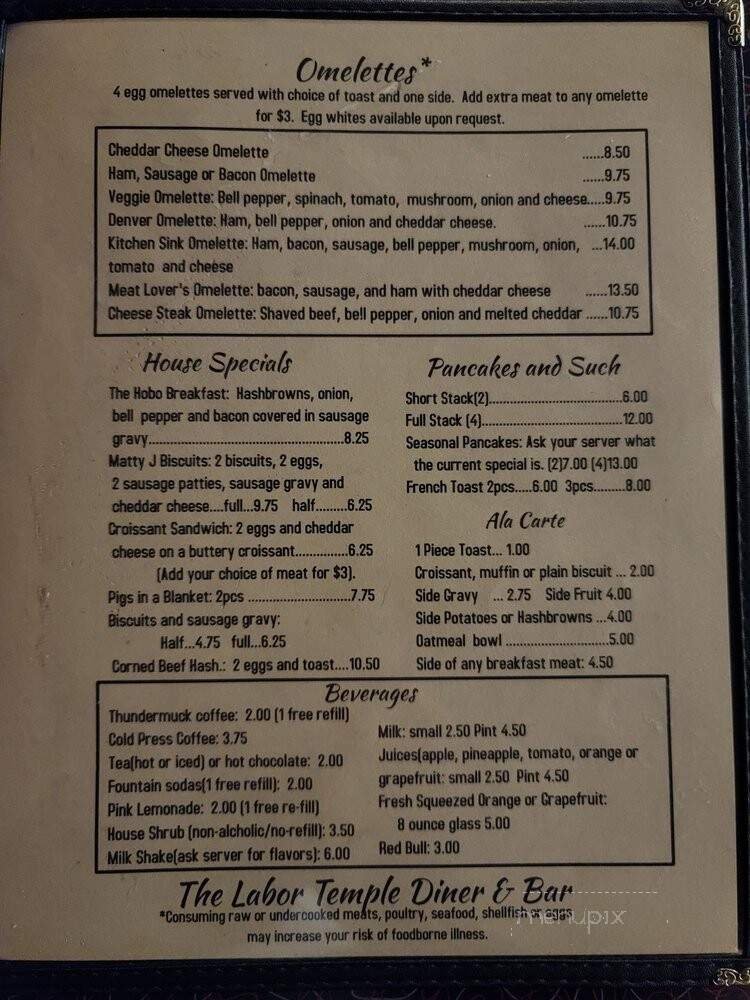 Omelettes*
4 egg omelettes served with choice of toast and one side. Add extra meat to any omelette
for $3. Egg whites available upon request.
Cheddar Cheese Omelette ......8.50
Ham, Sausage or Bacon Omelette ......9.75
Veggie Omelette: Bell pepper, spinach, tomato, mushroom, onion and cheese.....9.75
Denver Omelette: Ham, bell pepper, onion and cheddar cheese. ......10.75
Kitchen Sink Omelette: Ham, bacon, sausage, bell pepper, mushroom, onion, ...14.00
tomato and cheese
Meat Lover's Omelette: bacon, sausage, and ham with cheddar cheese ......13.50
Cheese Steak Omelette: Shaved beef, bell pepper, onion and melted cheddar ......10.75
House Specials
The Hobo Breakfast: Hashbrowns, onion,
bell pepper and bacon covered in sausage
gravy.............................................8.25
Matty J Biscuits: 2 biscuits, 2 eggs,
2 sausage patties, sausage gravy and
cheddar cheese....full...9.75 half.........6.25
Croissant Sandwich: 2 eggs and cheddar
cheese on a buttery croissant...............6.25
(Add your choice of meat for $3).
Pigs in a Blanket: 2pcs .............................7.75
Biscuits and sausage gravy:
Half...4.75 full...6.25
Corned Beef Hash.: 2 eggs and toast....10.50
Pancakes and Such
Short Stack(2)...................................6.00
Full Stack (4).....................................12.00
Seasonal Pancakes: Ask your server what
the current special is. (2)7.00 (4)13.00
French Toast 2pcs.....6.00 3pcs.........8.00
Ala Carte
1 Piece Toast... 1.00
Croissant, muffin or plain biscuit ... 2.00
Side Gravy ... 2.75 Side Fruit 4.00
Side Potatoes or Hashbrowns ...4.00
Oatmeal bowl .............................5.00
Side of any breakfast meat: 4.50
Beverages
Thundermuck coffee: 2.00 (1 free refill)
Cold Press Coffee: 3.75
Tea(hot or iced) or hot chocolate: 2.00
Fountain sodas(1 free refill): 2.00
Pink Lemonade: 2.00 (1 free re-fill)
House Shrub (non-alcholic/no-refill): 3.50
Milk Shake(ask server for flavors): 6.00
Milk: small 2.50 Pint 4.50
Juices(apple, pineapple, tomato, orange or
grapefruit: small 2.50 Pint 4.50
Fresh Squeezed Orange or Grapefruit:
8 ounce glass 5.00
Red Bull: 3.00
The Labor Temple Diner & Bar
*Consuming raw or undercooked meats, poultry, seafood, shellfish or eggs
may increase your risk of foodborne illness.
menupix